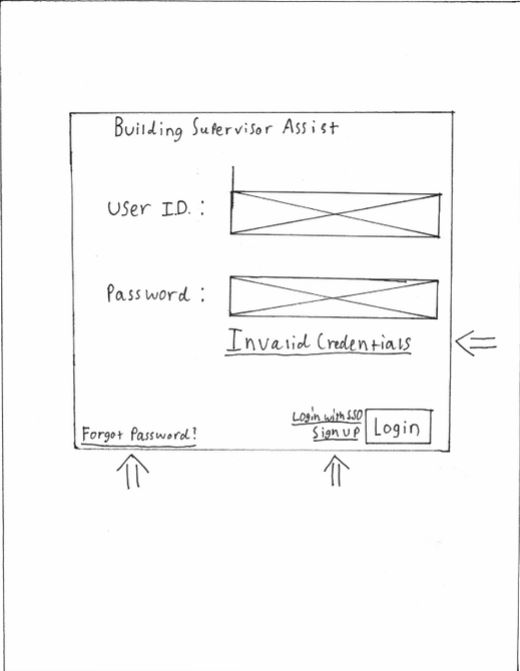 Building Supervisor Assist
User I.D. :
Password :
Invalid Credentials
Login with SSO
Sign up
Login
Forgot Password?